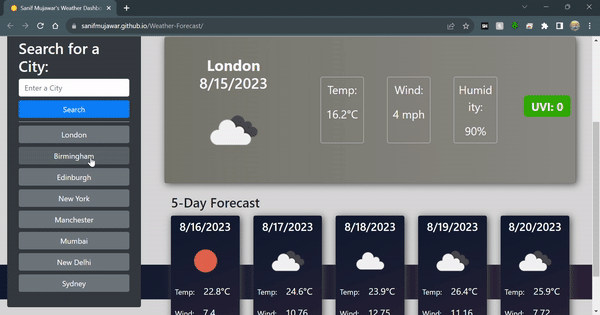 Sanif Mujawar's Weather Dashbo
sanifmujawar.github.io/Weather-Forecast/
Search for a
City:
Enter a City
Search
London
Birmingham
Edinburgh
New York
Manchester
Mumbai
New Delhi
Sydney
London
8/15/2023
Temp:
16.2°C
Wind:
4 mph
Humid
ity:
90%
UVI: 0
5-Day Forecast
8/16/2023
Temp: 22.8°C
Wind: 7.4
8/17/2023
Temp: 24.6°C
Wind: 10.76
8/18/2023
Temp: 23.9°C
Wind: 12.75
8/19/2023
Temp: 26.4°C
Wind: 11.16
8/20/2023
Temp: 25.9°C
Wind: 7.72